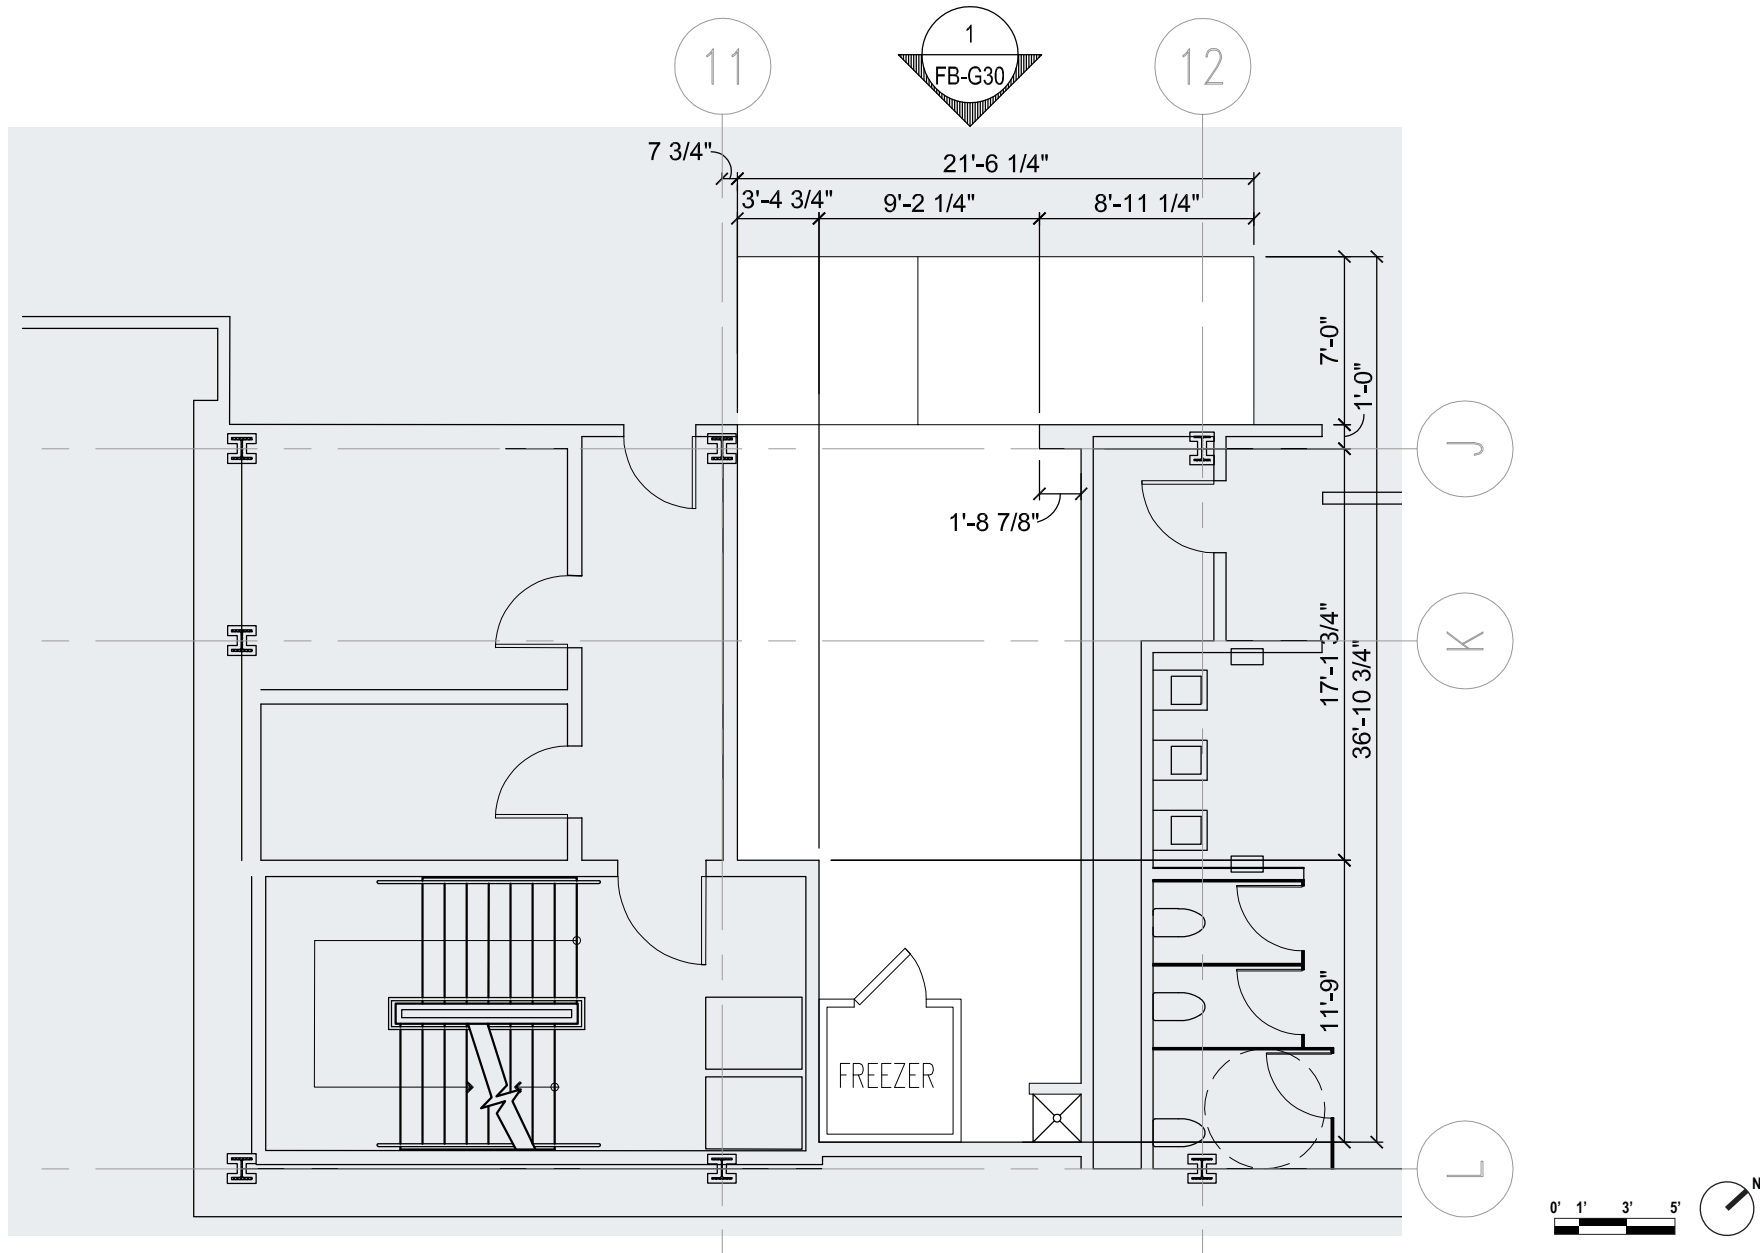 1
11
12
FB-G30
7 3/4"
21'-6 1/4"
3'-4 3/4"
9'-2 1/4"
8'-11 1/4"
7'-0"
1'-0"
J
1'-8 7/8"
K
17'-1 3/4"
36'-10 3/4"
11'-9"
FREEZER
L
N
0' 1' 3' 5'